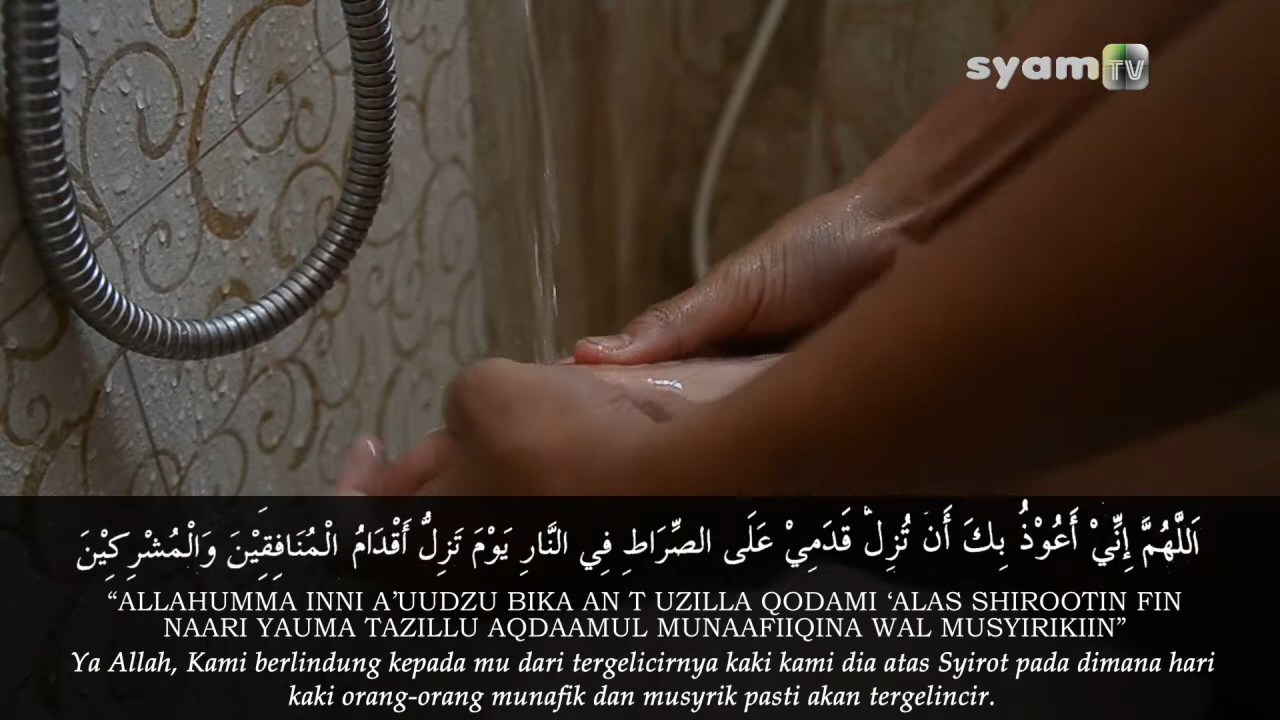 syam TV
اَللَّهُمَّ إِنِّيْ أَعُوْذُ بِكَ أَن تُزِلَّ قَدَمِيْ عَلَى الصِّرَاطِ فِي النَّارِ يَوْمَ تَزِلُّ أَقْدَامُ الْمُنَافِقِيْنَ وَالْمُشْرِكِيْنَ
“ALLAHUMMA INNI A’UUDZU BIKA AN T UZILLA QODAMI ‘ALAS SHIROOTIN FIN
NAARI YAUMA TAZILLU AQDAAMUL MUNAAFIIQINA WAL MUSYIRIKIIN”
Ya Allah, Kami berlindung kepada mu dari tergelicirnya kaki kami dia atas Syirot pada dimana hari
kaki orang-orang munafik dan musyrik pasti akan tergelincir.